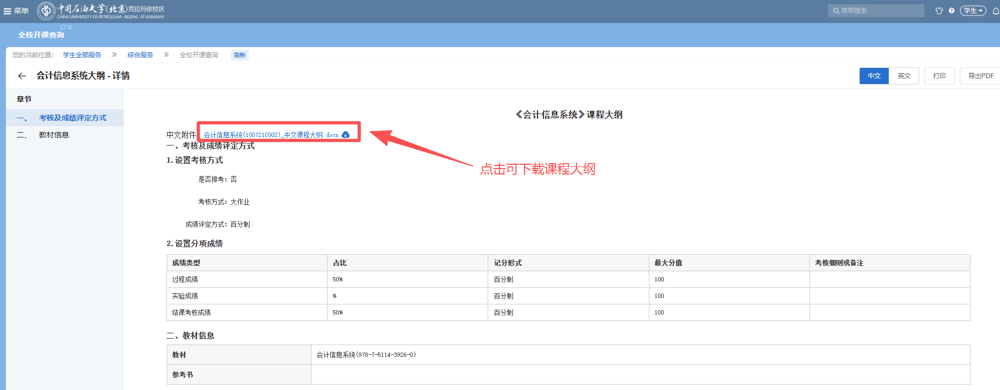 菜单 中国石油大学(北京)克拉玛依校区 菜单搜索 学生
CHINA UNIVERSITY OF PETROLEUM - BEIJING AT KARAMAY
全校开课查询
您的当前位置： 学生全部服务 » 综合服务 » 全校开课查询 刷新
会计信息系统大纲 - 详情 中文 英文 打印 导出PDF
章节
一、 考核及成绩评定方式
二、 教材信息
《会计信息系统》课程大纲
中文附件 会计信息系统(100721C002)_中文课程大纲.docx
点击可下载课程大纲
一、考核及成绩评定方式
1.设置考核方式
是否排考：否
考核方式：大作业
成绩评定方式：百分制
2.设置分项成绩
成绩类型 占比 记分形式 最大分值 考核细则或备注
过程成绩 50% 百分制 100
实验成绩 % 百分制 100
结课考核成绩 50% 百分制 100
二、教材信息
教材 会计信息系统(978-7-5114-3926-0)
参考书